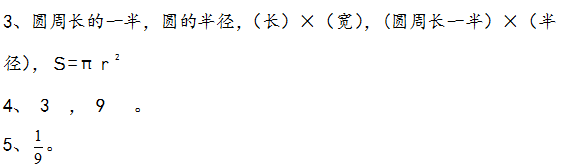 3、圆周长的一半，圆的半径，（长）×（宽），（圆周长一半）×（半
径），S=πr²
4、 3 ， 9 。
5、1/9。